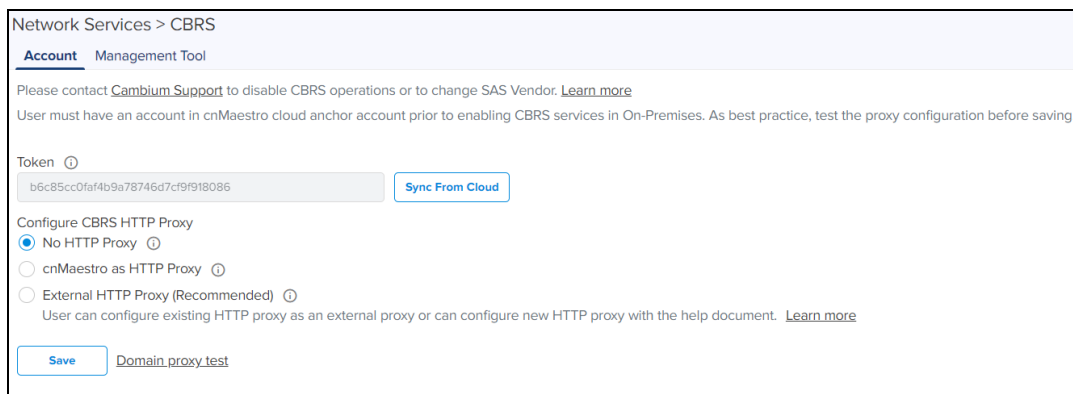 Network Services > CBRS
Account Management Tool
Please contact Cambium Support to disable CBRS operations or to change SAS Vendor. Learn more
User must have an account in cnMaestro cloud anchor account prior to enabling CBRS services in On-Premises. As best practice, test the proxy configuration before saving
Token
b6c85cc0faf4b9a78746d7cf9f918086 Sync From Cloud
Configure CBRS HTTP Proxy
No HTTP Proxy
cnMaestro as HTTP Proxy
External HTTP Proxy (Recommended)
User can configure existing HTTP proxy as an external proxy or can configure new HTTP proxy with the help document. Learn more
Save Domain proxy test